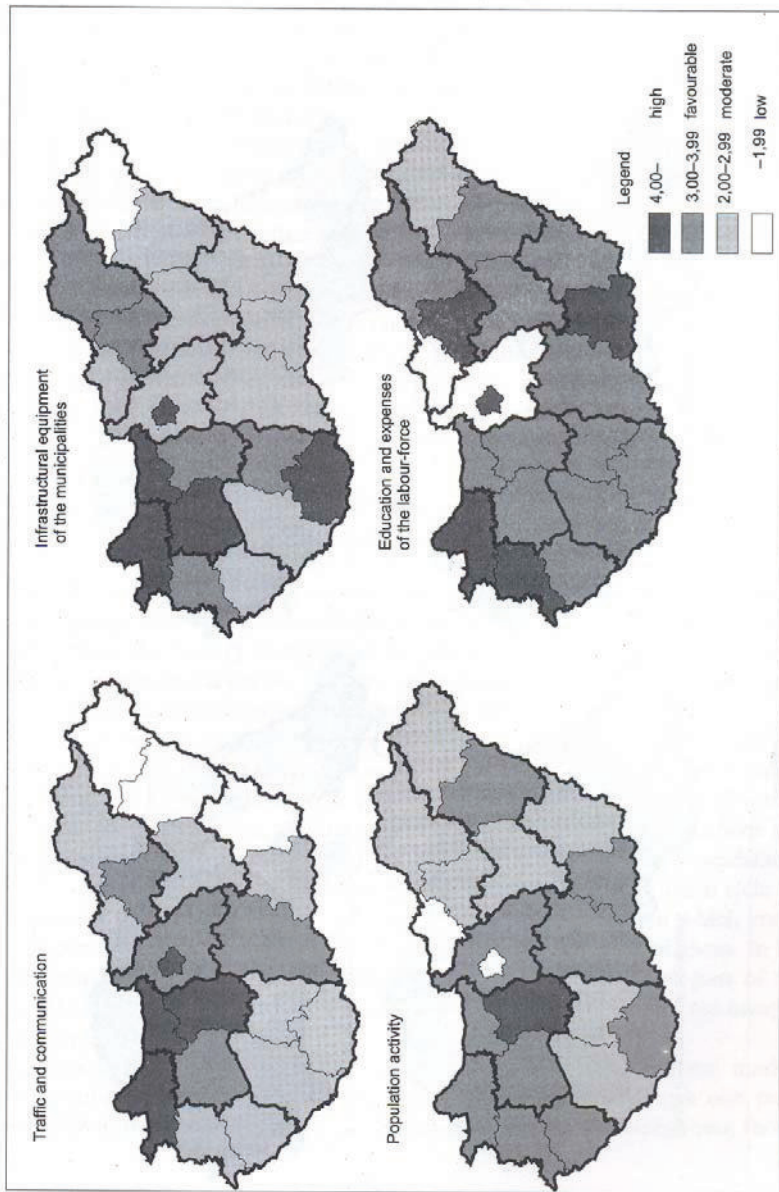 Traffic and communication
Infrastructural equipment
of the municipalities
Population activity
Education and expenses
of the labour-force
Legend
4,00– high
3,00–3,99 favourable
2,00–2,99 moderate
–1,99 low